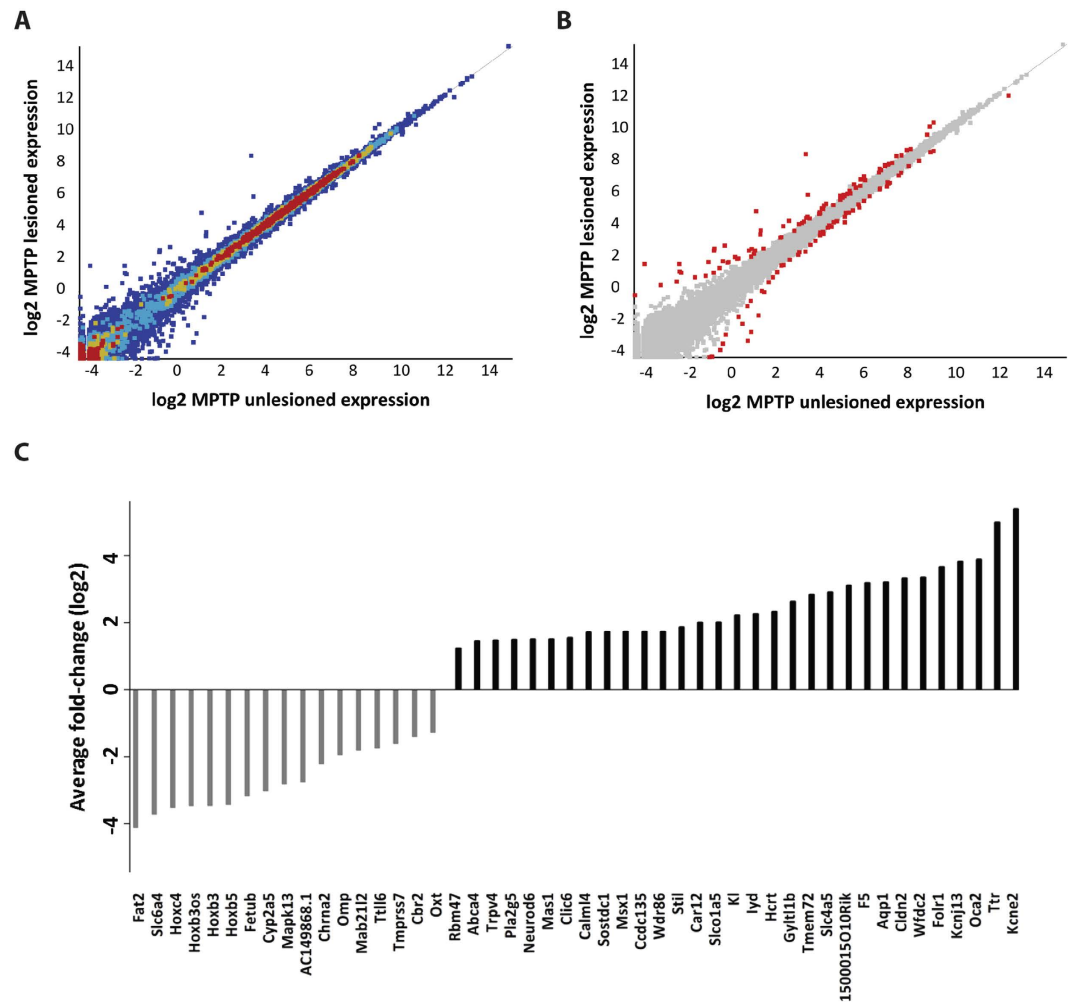 A
log2 MPTP lesioned expression
14
12
10
8
6
4
2
0
-2
-4
-4 -2 0 2 4 6 8 10 12 14
log2 MPTP unlesioned expression
B
log2 MPTP lesioned expression
14
12
10
8
6
4
2
0
-2
-4
-4 -2 0 2 4 6 8 10 12 14
log2 MPTP unlesioned expression
C
Average fold-change (log2)
4
2
0
-2
-4
Fat2
Slc6a4
Hoxc4
Hoxb3os
Hoxb3
Hoxb5
Fetub
Cyp2a5
Mapk13
AC149868.1
Chrna2
Omp
Mab21l2
Ttll6
Tmprss7
Cbr2
Oxt
Rbm47
Abca4
Trpv4
Pla2g5
Neurod6
Mas1
Clic6
Calml4
Sostdc1
Msx1
Ccdc135
Wdr86
Stil
Car12
Slco1a5
Kl
Iyd
Hcrt
Gyltl1b
Tmem72
Slc4a5
1500015O10Rik
F5
Aqp1
Cldn2
Wfdc2
Folr1
Kcnj13
Oca2
Ttr
Kcne2